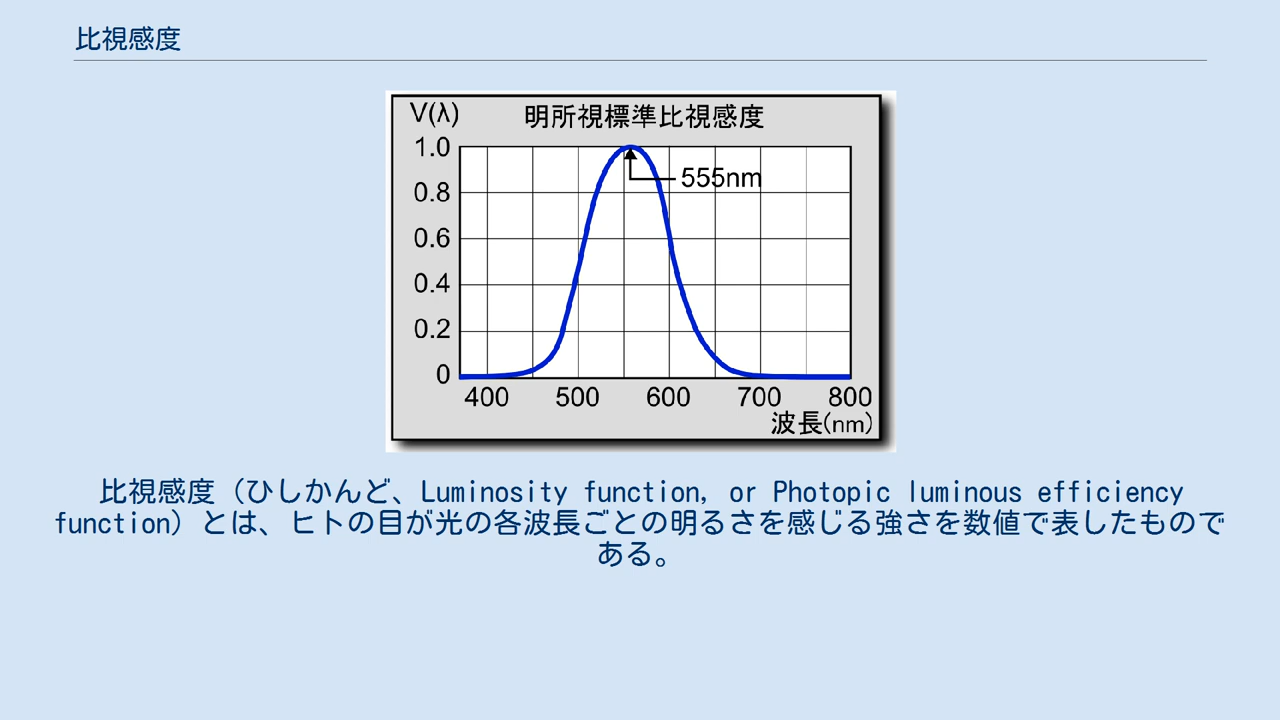 比視感度
V(λ)
明所視標準比視感度
1.0
0.8
0.6
0.4
0.2
0
555nm
400 500 600 700 800
波長(nm)
比視感度（ひしかんど、Luminosity function, or Photopic luminous efficiency
function）とは、ヒトの目が光の各波長ごとの明るさを感じる強さを数値で表したもので
ある。